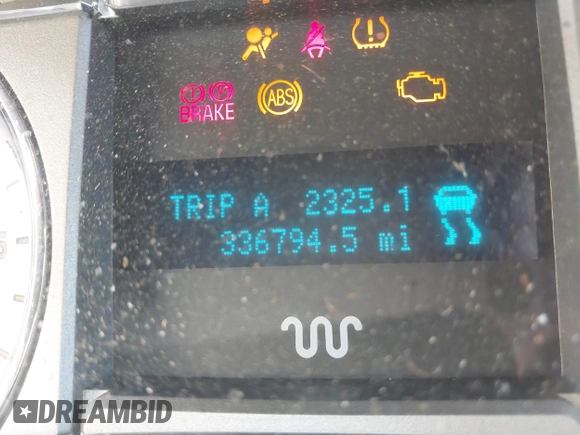 BRAKE
ABS
TRIP A 2325.1
336794.5 mi
DREAMBID